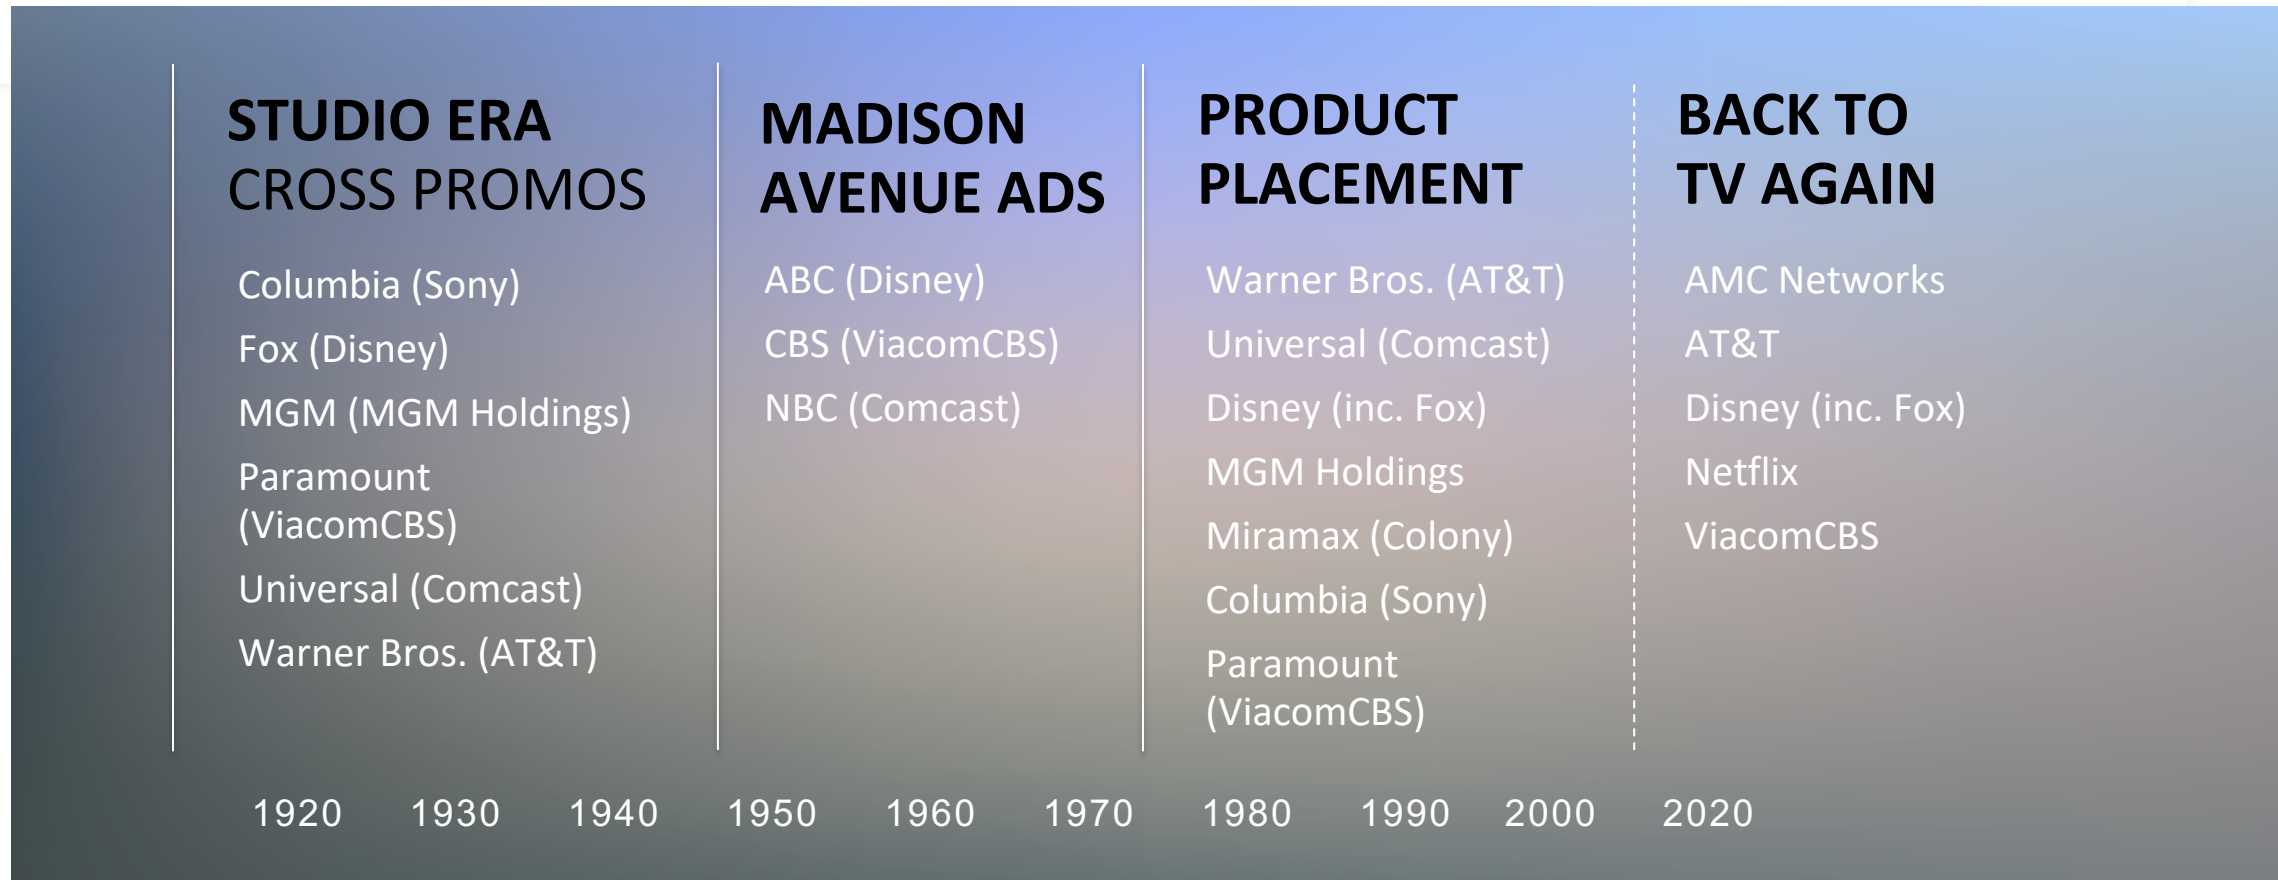 STUDIO ERA
CROSS PROMOS
Columbia (Sony)
Fox (Disney)
MGM (MGM Holdings)
Paramount
(ViacomCBS)
Universal (Comcast)
Warner Bros. (AT&T)
MADISON
AVENUE ADS
ABC (Disney)
CBS (ViacomCBS)
NBC (Comcast)
PRODUCT
PLACEMENT
Warner Bros. (AT&T)
Universal (Comcast)
Disney (inc. Fox)
MGM Holdings
Miramax (Colony)
Columbia (Sony)
Paramount
(ViacomCBS)
BACK TO
TV AGAIN
AMC Networks
AT&T
Disney (inc. Fox)
Netflix
ViacomCBS
1920 1930 1940 1950 1960 1970 1980 1990 2000 2020